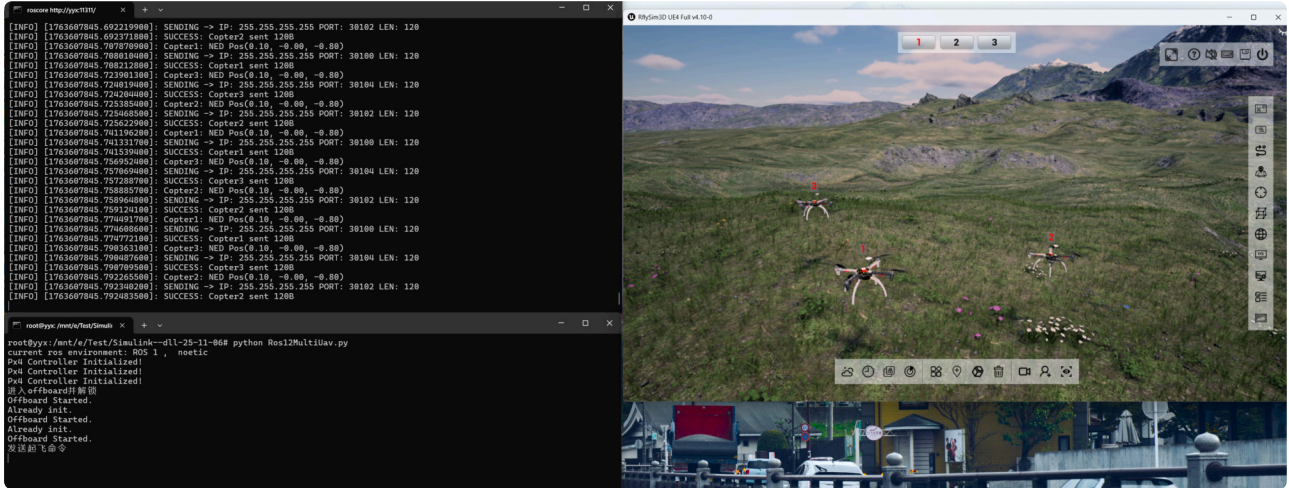 roscore http://yyx:11311/
[INFO] [1763607845.692219900]: SENDING -> IP: 255.255.255.255 PORT: 30102 LEN: 120
[INFO] [1763607845.692371800]: SUCCESS: Copter2 sent 120B
[INFO] [1763607845.707870900]: Copter1: NED Pos(0.10, -0.00, -0.80)
[INFO] [1763607845.708010400]: SENDING -> IP: 255.255.255.255 PORT: 30100 LEN: 120
[INFO] [1763607845.708212800]: SUCCESS: Copter1 sent 120B
[INFO] [1763607845.723901300]: Copter3: NED Pos(0.10, -0.00, -0.80)
[INFO] [1763607845.724019400]: SENDING -> IP: 255.255.255.255 PORT: 30104 LEN: 120
[INFO] [1763607845.724204400]: SUCCESS: Copter3 sent 120B
[INFO] [1763607845.725385400]: Copter2: NED Pos(0.10, -0.00, -0.80)
[INFO] [1763607845.725468500]: SENDING -> IP: 255.255.255.255 PORT: 30102 LEN: 120
[INFO] [1763607845.725622900]: SUCCESS: Copter2 sent 120B
[INFO] [1763607845.741196200]: Copter1: NED Pos(0.10, -0.00, -0.80)
[INFO] [1763607845.741331700]: SENDING -> IP: 255.255.255.255 PORT: 30100 LEN: 120
[INFO] [1763607845.741539400]: SUCCESS: Copter1 sent 120B
[INFO] [1763607845.756952400]: Copter3: NED Pos(0.10, -0.00, -0.80)
[INFO] [1763607845.757069400]: SENDING -> IP: 255.255.255.255 PORT: 30104 LEN: 120
[INFO] [1763607845.757288700]: SUCCESS: Copter3 sent 120B
[INFO] [1763607845.758885700]: Copter2: NED Pos(0.10, -0.00, -0.80)
[INFO] [1763607845.758964800]: SENDING -> IP: 255.255.255.255 PORT: 30102 LEN: 120
[INFO] [1763607845.759124100]: SUCCESS: Copter2 sent 120B
[INFO] [1763607845.774491700]: Copter1: NED Pos(0.10, -0.00, -0.80)
[INFO] [1763607845.774608600]: SENDING -> IP: 255.255.255.255 PORT: 30100 LEN: 120
[INFO] [1763607845.774772100]: SUCCESS: Copter1 sent 120B
[INFO] [1763607845.790363100]: Copter3: NED Pos(0.10, -0.00, -0.80)
[INFO] [1763607845.790487600]: SENDING -> IP: 255.255.255.255 PORT: 30104 LEN: 120
[INFO] [1763607845.790709500]: SUCCESS: Copter3 sent 120B
[INFO] [1763607845.792265500]: Copter2: NED Pos(0.10, -0.00, -0.80)
[INFO] [1763607845.792340200]: SENDING -> IP: 255.255.255.255 PORT: 30102 LEN: 120
[INFO] [1763607845.792483500]: SUCCESS: Copter2 sent 120B
root@yyx: /mnt/e/Test/Simulin
root@yyx:/mnt/e/Test/Simulink--dll-25-11-06# python Ros12MultiUav.py
current ros environment: ROS 1 , noetic
Px4 Controller Initialized!
Px4 Controller Initialized!
Px4 Controller Initialized!
进入offboard并解锁
Offboard Started.
Already init.
Offboard Started.
Already init.
Offboard Started.
发送起飞命令
RflySim3D UE4 Full v4.10-0
1 2 3
3
2
1